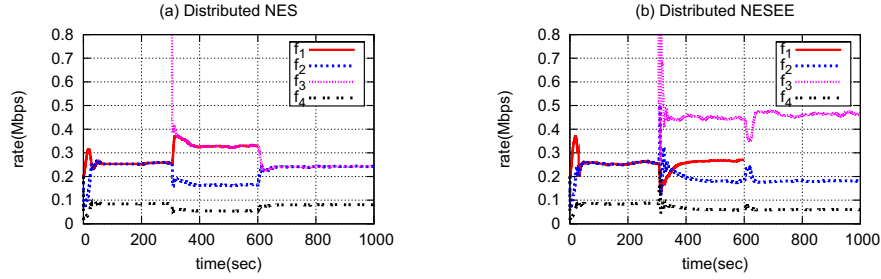 (a) Distributed NES
rate(Mbps)
0.8
0.7
0.6
0.5
0.4
0.3
0.2
0.1
0
f1
f2
f3
f4
0 200 400 600 800 1000
time(sec)
(b) Distributed NESEE
rate(Mbps)
0.8
0.7
0.6
0.5
0.4
0.3
0.2
0.1
0
f1
f2
f3
f4
0 200 400 600 800 1000
time(sec)